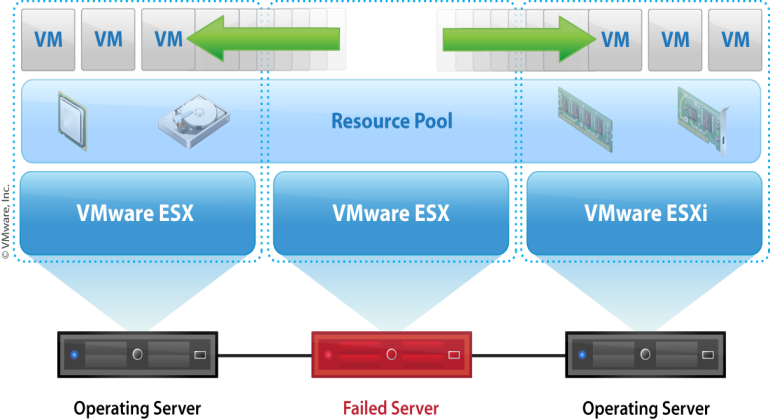 VM VM VM VM VM VM
Resource Pool
VMware ESX VMware ESX VMware ESXi
© VMware, Inc.
Operating Server Failed Server Operating Server